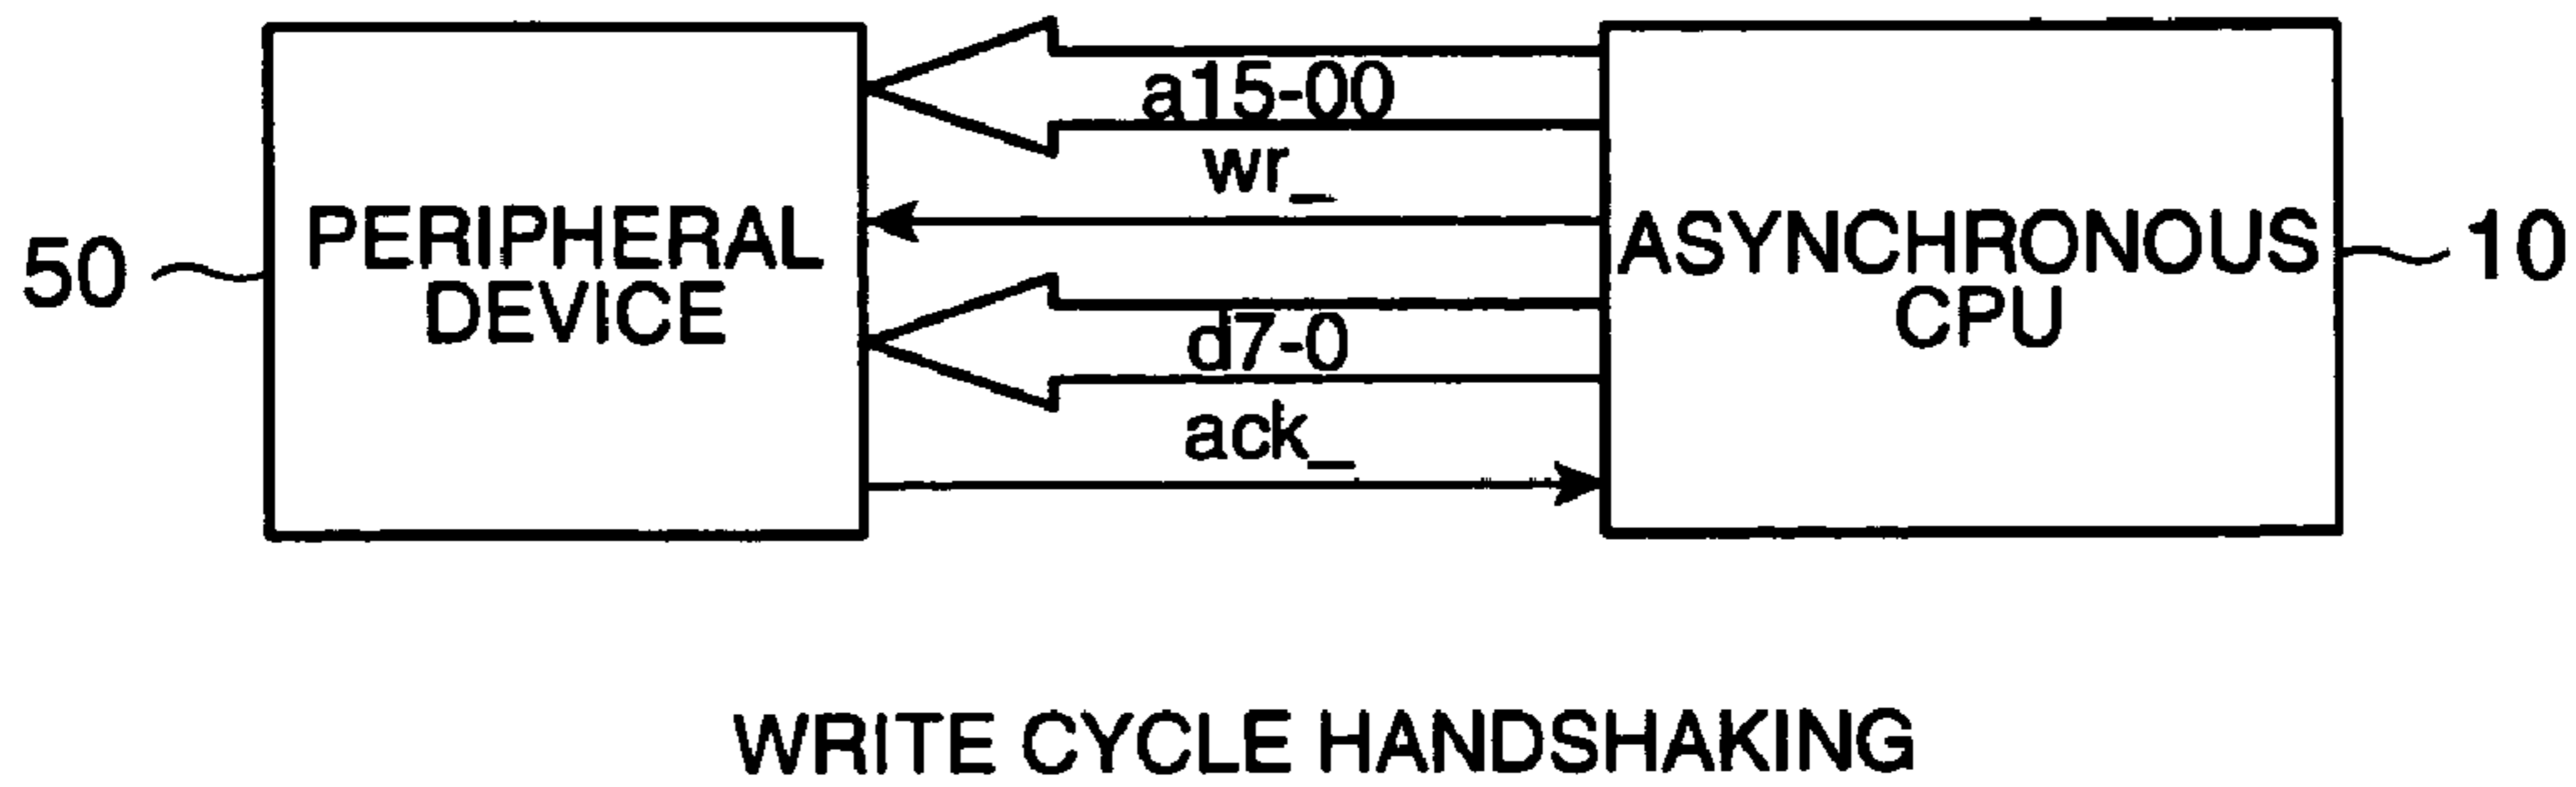 a15-00
wr_
50
PERIPHERAL
DEVICE
d7-0
ack_
ASYNCHRONOUS
CPU
10
WRITE CYCLE HANDSHAKING